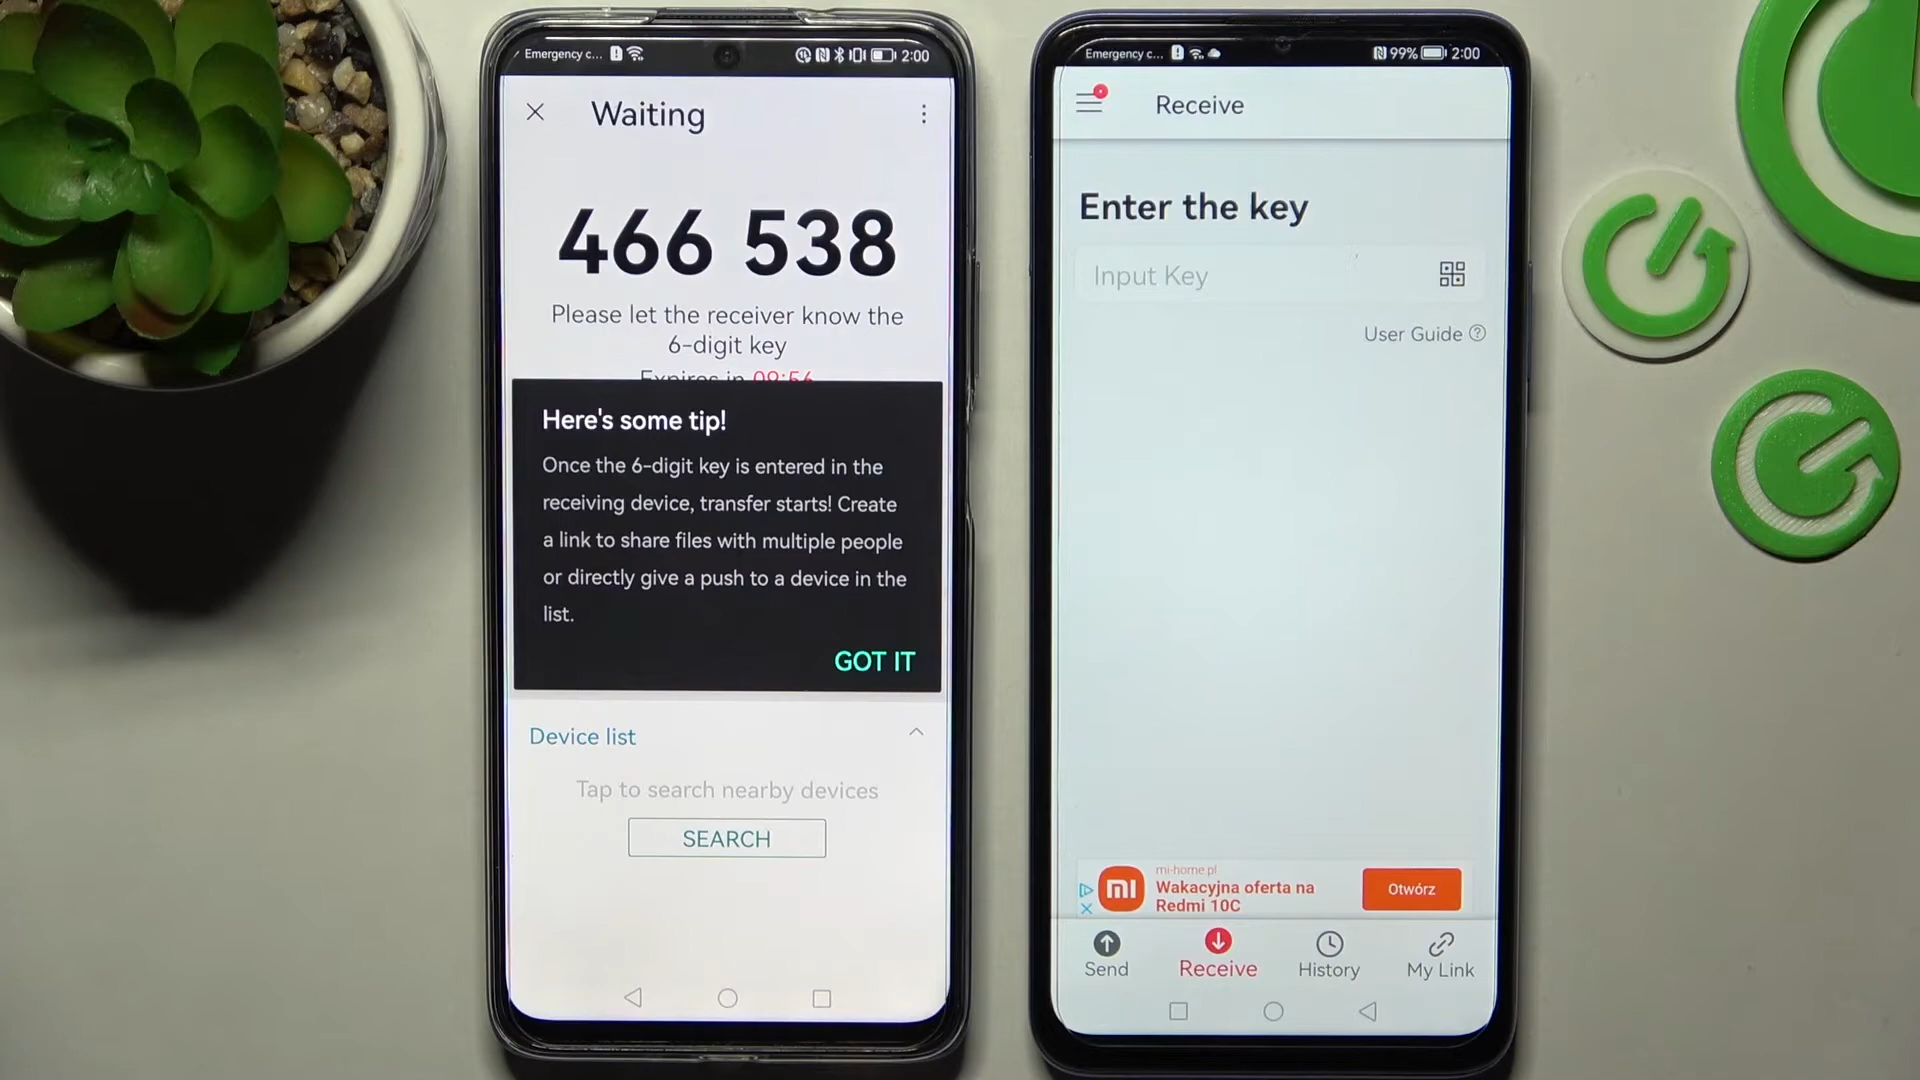 Emergency c... 2:00
Waiting
466 538
Please let the receiver know the
6-digit key
Expires in 09:56
Here's some tip!
Once the 6-digit key is entered in the
receiving device, transfer starts! Create
a link to share files with multiple people
or directly give a push to a device in the
list.
GOT IT
Device list
Tap to search nearby devices
SEARCH
Emergency c... 99% 2:00
Receive
Enter the key
Input Key
User Guide
mi-home.pl
Wakacyjna oferta na
Redmi 10C
Otwórz
Send Receive History My Link